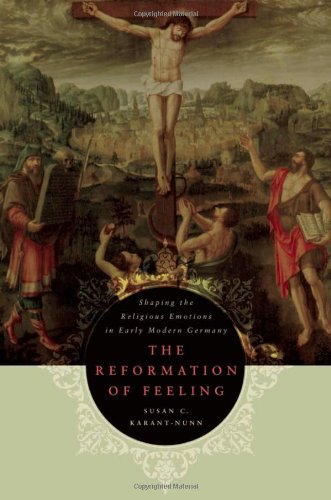 Shaping the
Religious Emotions
in Early Modern Germany
THE
REFORMATION
OF FEELING
SUSAN C.
KARANT-NUNN